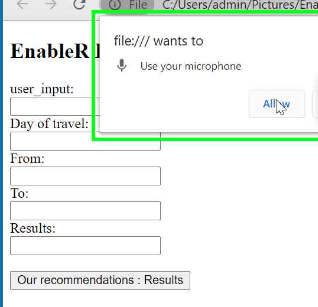 File C:/Users/admin/Pictures/Ena
EnableR
file:/// wants to
Use your microphone
Allow
user_input:
Day of travel:
From:
To:
Results:
Our recommendations : Results